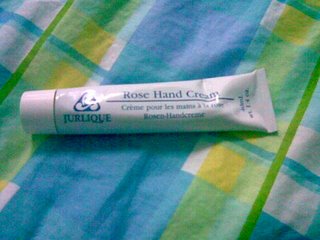 JURLIQUE
Rose Hand Cream
Crème pour les mains à la rose
Rosen-Handcreme